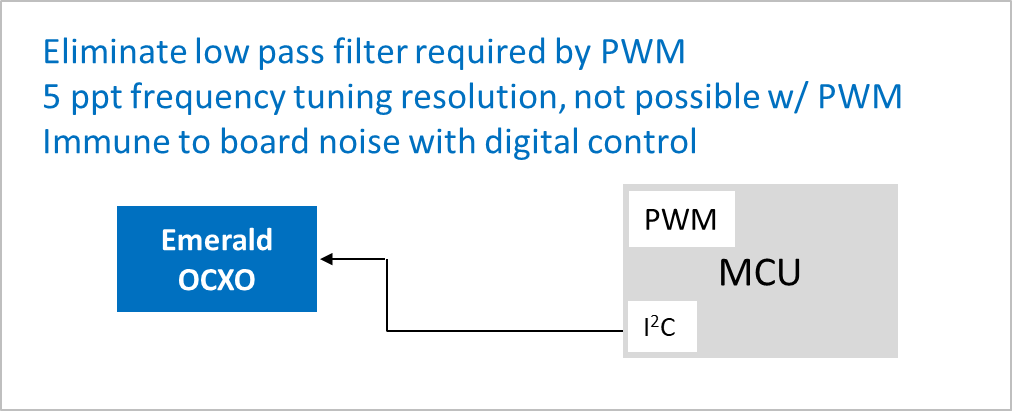 Eliminate low pass filter required by PWM
5 ppt frequency tuning resolution, not possible w/ PWM
Immune to board noise with digital control
Emerald
OCXO
PWM
MCU
I²C